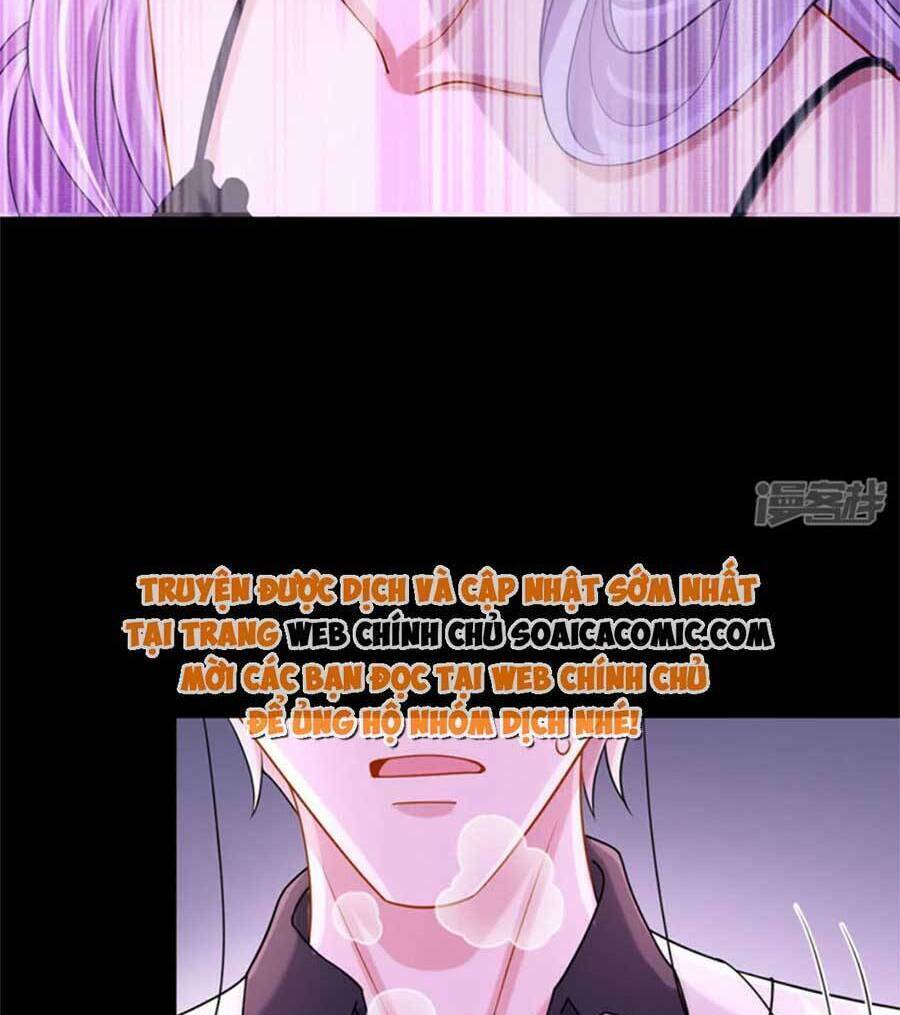 漫客栈
TRUYỆN ĐƯỢC DỊCH VÀ CẬP NHẬT SỚM NHẤT
TẠI TRANG WEB CHÍNH CHỦ SOAICACOMIC.COM
MỜI CÁC BẠN ĐỌC TẠI WEB CHÍNH CHỦ
ĐỂ ỦNG HỘ NHÓM DỊCH NHÉ!